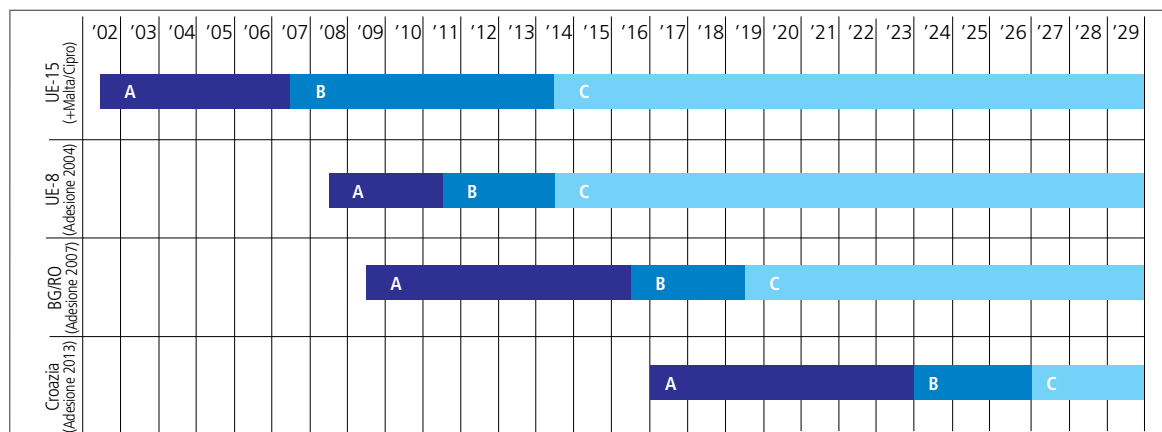 ’02 ’03 ’04 ’05 ’06 ’07 ’08 ’09 ’10 ’11 ’12 ’13 ’14 ’15 ’16 ’17 ’18 ’19 ’20 ’21 ’22 ’23 ’24 ’25 ’26 ’27 ’28 ’29
UE-15
(+Malta/Cipro)
A B C
UE-8
(Adesione 2004)
A B C
BG/RO
(Adesione 2007)
A B C
Croazia
(Adesione 2013)
A B C